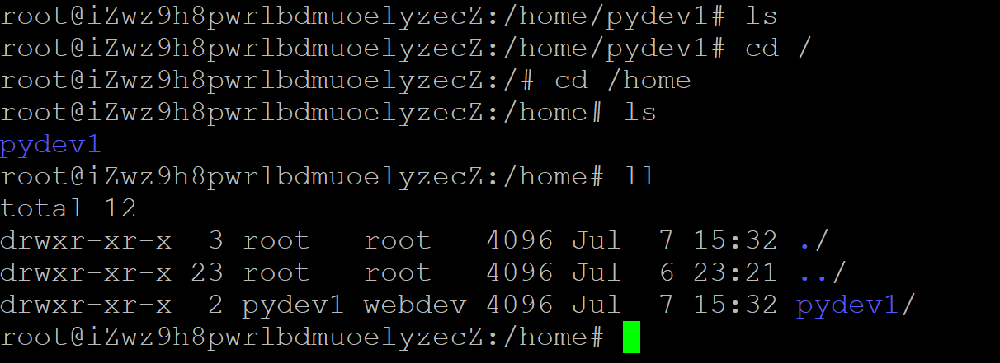 root@iZwz9h8pwrlbdmuoelyzecZ:/home/pydev1# ls
root@iZwz9h8pwrlbdmuoelyzecZ:/home/pydev1# cd /
root@iZwz9h8pwrlbdmuoelyzecZ:/# cd /home
root@iZwz9h8pwrlbdmuoelyzecZ:/home# ls
pydev1
root@iZwz9h8pwrlbdmuoelyzecZ:/home# ll
total 12
drwxr-xr-x  3 root   root   4096 Jul  7 15:32 ./
drwxr-xr-x 23 root   root   4096 Jul  6 23:21 ../
drwxr-xr-x  2 pydev1 webdev 4096 Jul  7 15:32 pydev1/
root@iZwz9h8pwrlbdmuoelyzecZ:/home#